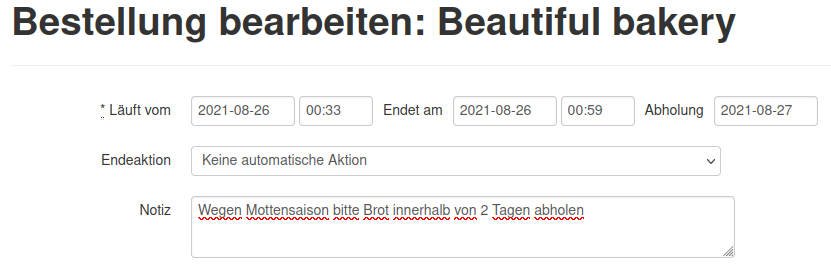 Bestellung bearbeiten: Beautiful bakery
* Läuft vom 2021-08-26 00:33 Endet am 2021-08-26 00:59 Abholung 2021-08-27
Endeaktion Keine automatische Aktion
Notiz Wegen Mottensaison bitte Brot innerhalb von 2 Tagen abholen